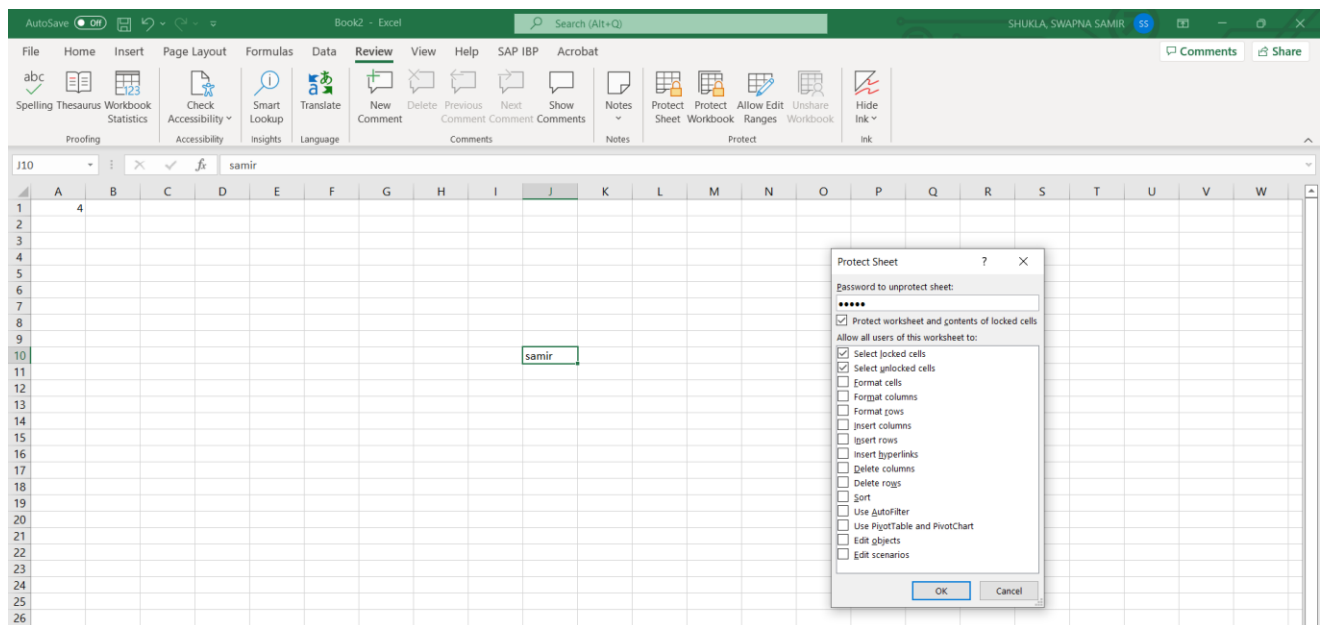 AutoSave Off Book2 - Excel Search (Alt+Q) SHUKLA, SWAPNA SAMIR SS
File Home Insert Page Layout Formulas Data Review View Help SAP IBP Acrobat Comments Share
abc 123
Spelling Thesaurus Workbook Statistics Check Accessibility Smart Lookup Translate New Comment Delete Previous Comment Next Comment Show Comments Notes Protect Sheet Protect Workbook Allow Edit Ranges Unshare Workbook Hide Ink
Proofing Accessibility Insights Language Comments Notes Protect Ink
J10 fx samir
A B C D E F G H I J K L M N O P Q R S T U V W
1 4
2
3
4
5
6
7
8
9
10 samir
11
12
13
14
15
16
17
18
19
20
21
22
23
24
25
26
Protect Sheet ?
Password to unprotect sheet:
•••••
Protect worksheet and contents of locked cells
Allow all users of this worksheet to:
Select locked cells
Select unlocked cells
Format cells
Format columns
Format rows
Insert columns
Insert rows
Insert hyperlinks
Delete columns
Delete rows
Sort
Use AutoFilter
Use PivotTable and PivotChart
Edit objects
Edit scenarios
OK Cancel